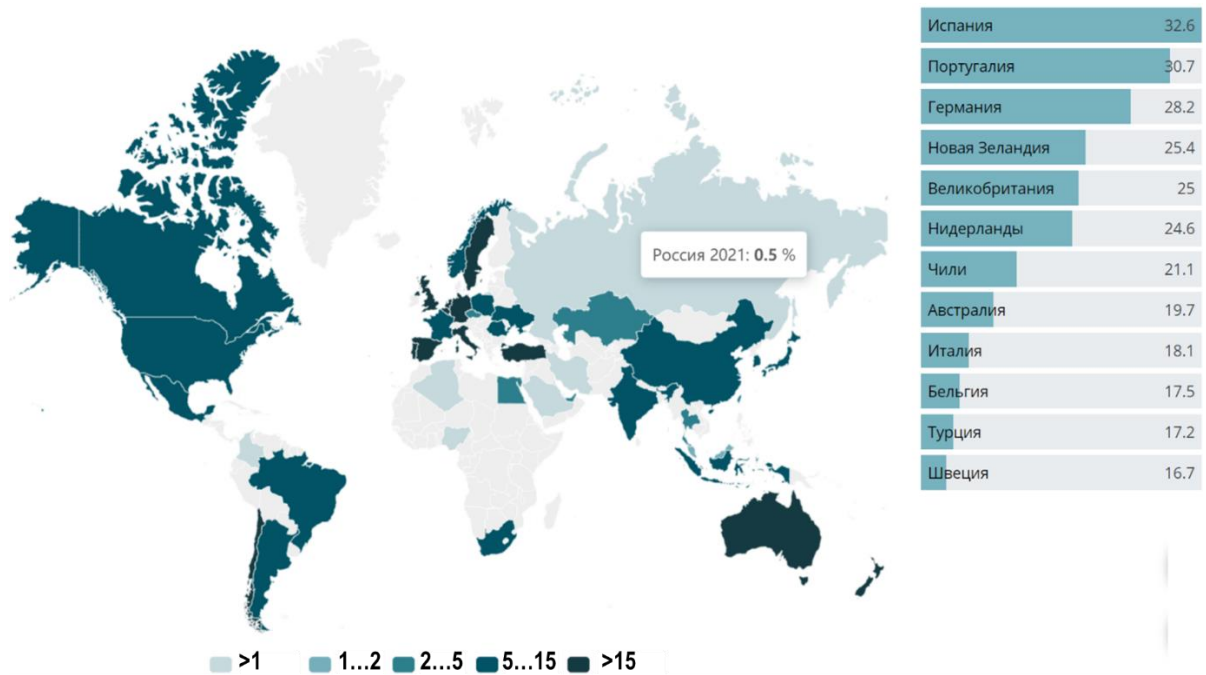 Испания 32.6
Португалия 30.7
Германия 28.2
Новая Зеландия 25.4
Великобритания 25
Нидерланды 24.6
Чили 21.1
Австралия 19.7
Италия 18.1
Бельгия 17.5
Турция 17.2
Швеция 16.7
Россия 2021: 0.5 %
>1 1...2 2...5 5...15 >15